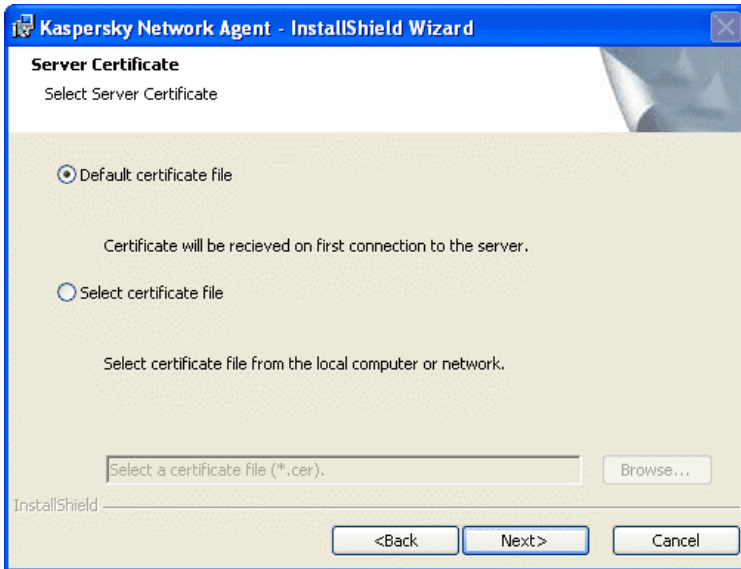 Kaspersky Network Agent - InstallShield Wizard
Server Certificate
Select Server Certificate
Default certificate file
Certificate will be recieved on first connection to the server.
Select certificate file
Select certificate file from the local computer or network.
Select a certificate file (*.cer).
Browse...
InstallShield
<Back
Next>
Cancel